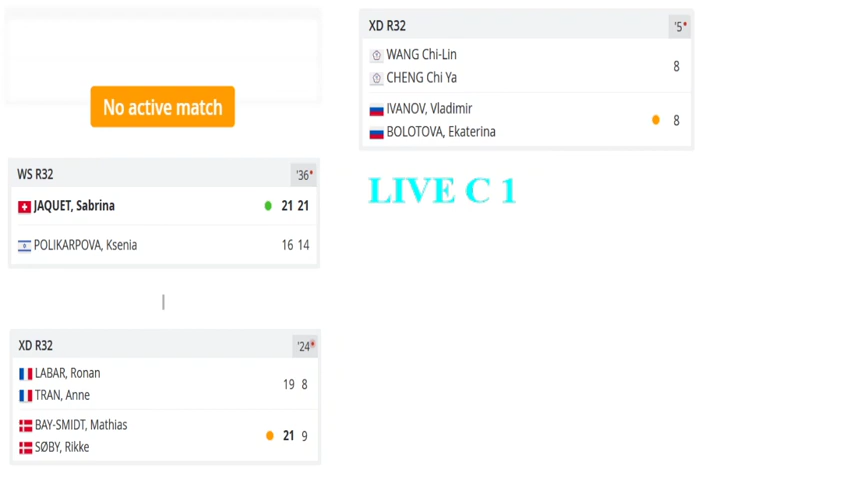 No active match
WS R32 '36
JAQUET, Sabrina 21 21
POLIKARPOVA, Ksenia 16 14
XD R32 '24
LABAR, Ronan
TRAN, Anne
19 8
BAY-SMIDT, Mathias
SØBY, Rikke
21 9
XD R32 '5
WANG Chi-Lin
CHENG Chi Ya
8
IVANOV, Vladimir
BOLOTOVA, Ekaterina
8
LIVE C 1